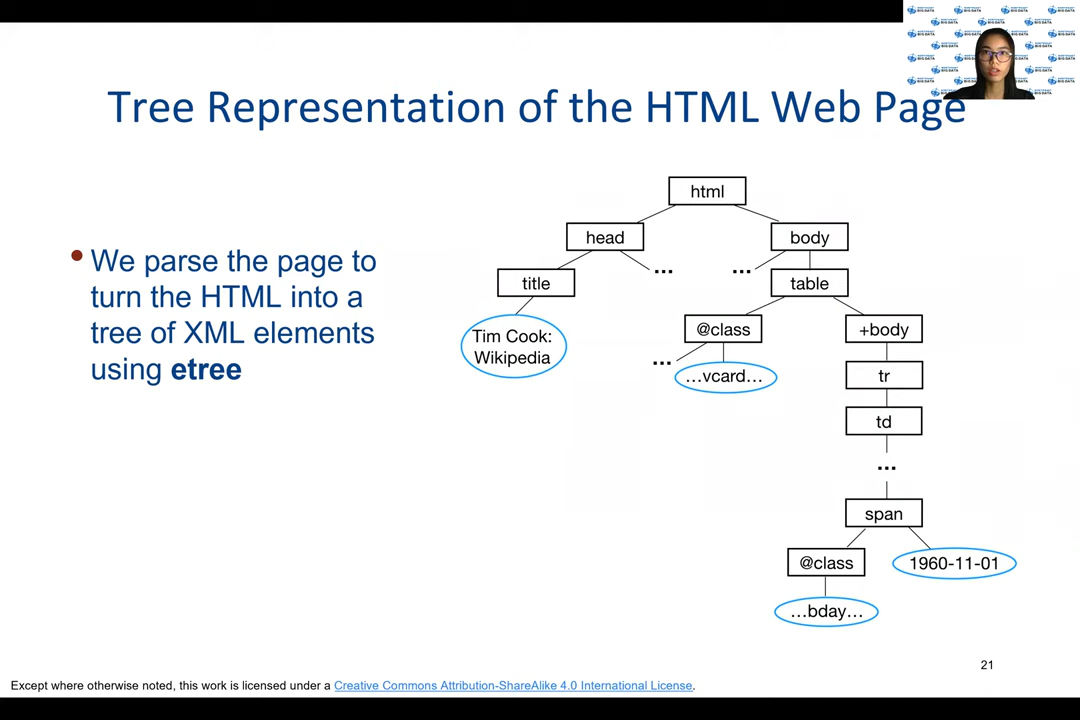 Tree Representation of the HTML Web Page
• We parse the page to
turn the HTML into a
tree of XML elements
using etree
html
head
body
...
...
title
table
Tim Cook:
Wikipedia
@class
+body
...
...vcard...
tr
td
...
span
@class
1960-11-01
...bday...
21
Except where otherwise noted, this work is licensed under a Creative Commons Attribution-ShareAlike 4.0 International License.
BIG DATA